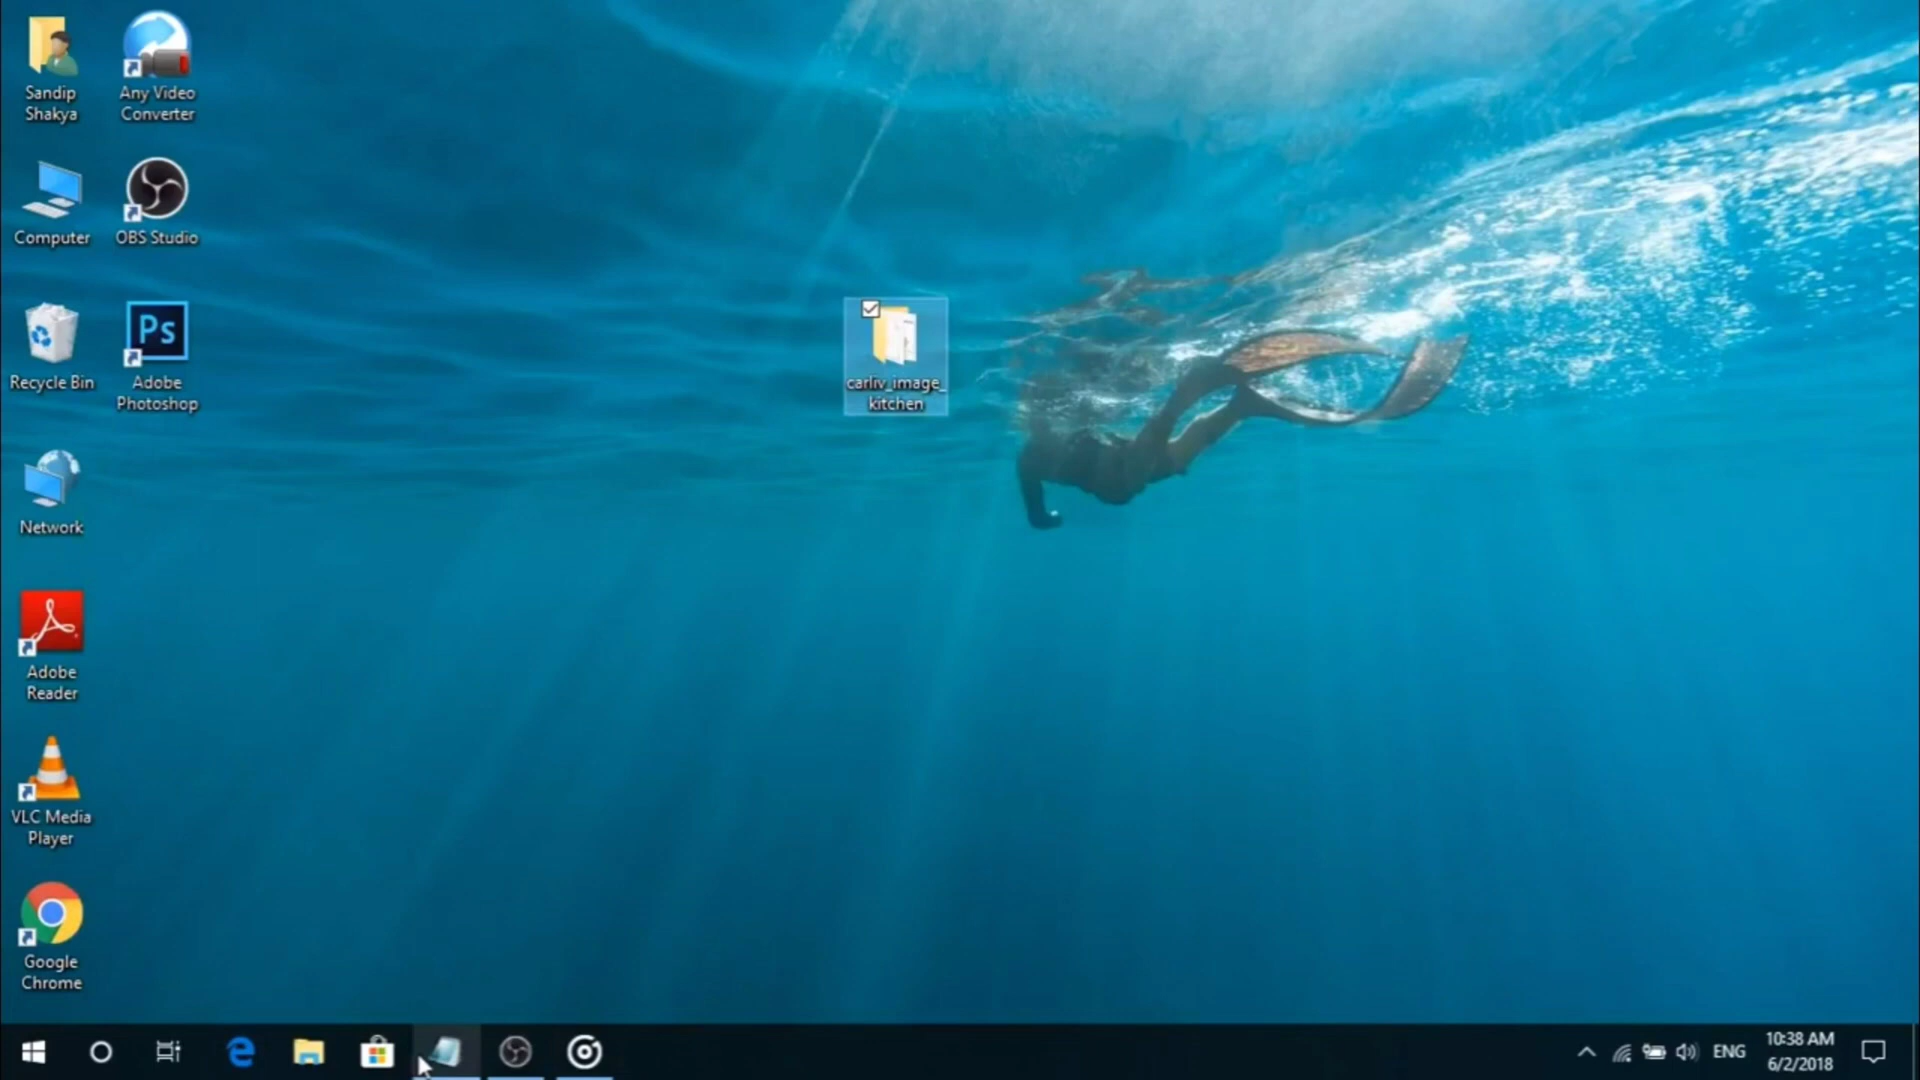 Sandip
Shakya
Any Video
Converter
Computer
OBS Studio
Recycle Bin
Ps
Adobe
Photoshop
carliv_image_
kitchen
Network
Adobe
Reader
VLC Media
Player
Google
Chrome
ENG
10:38 AM
6/2/2018